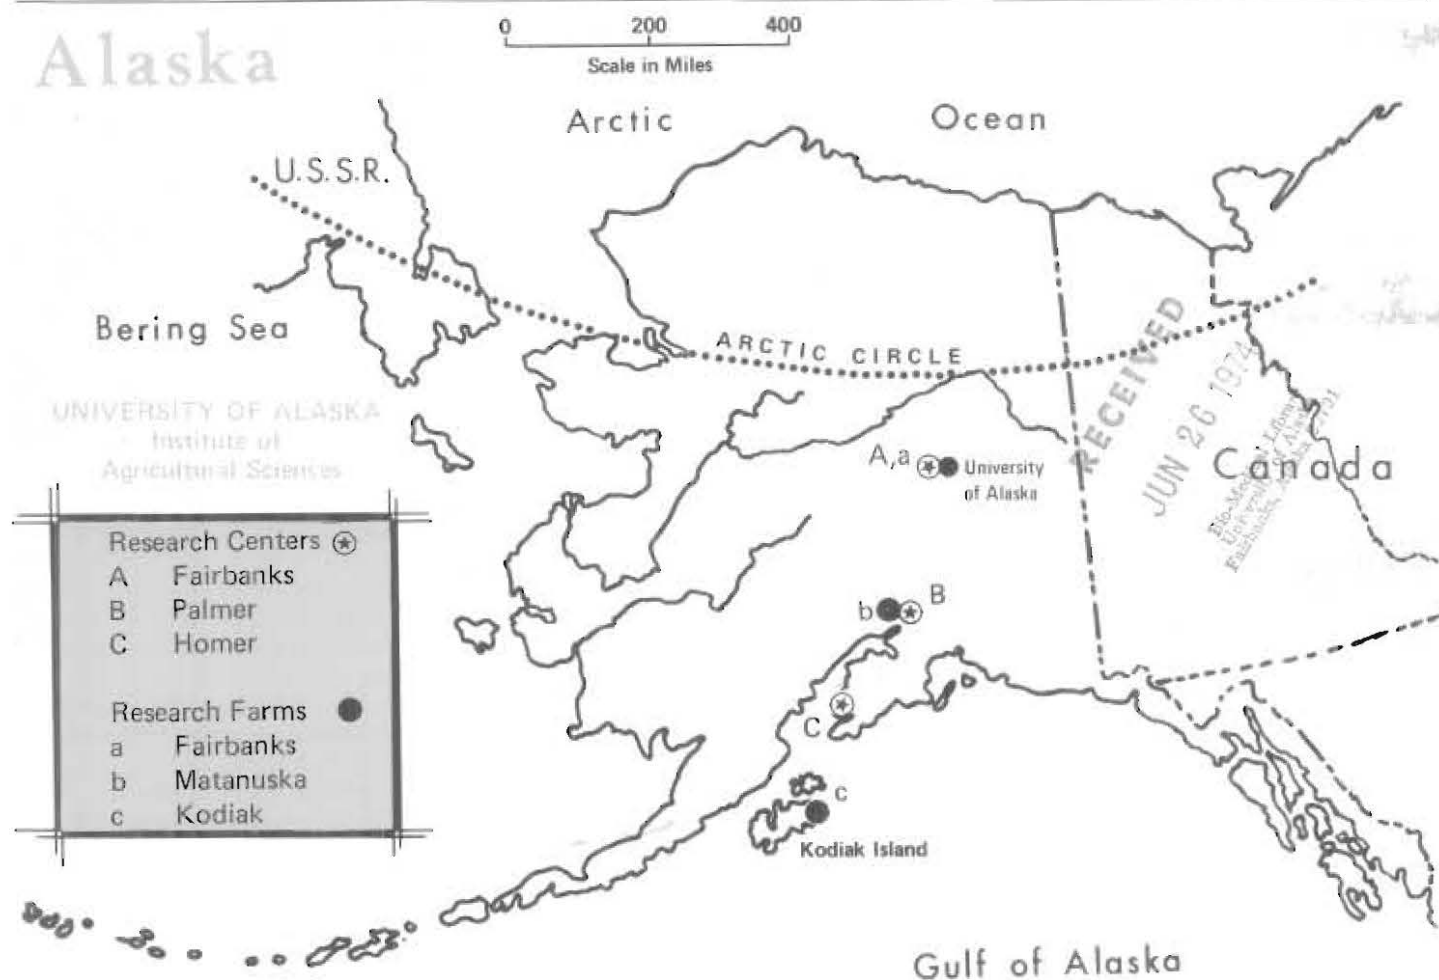 Alaska
0 200 400
Scale in Miles
Arctic Ocean
U.S.S.R.
Bering Sea
ARCTIC CIRCLE
RECEIVED
JUN 26 1974
UNIVERSITY OF ALASKA
Institute of
Agricultural Sciences
A,a University
of Alaska
Canada
Research Centers
A Fairbanks
B Palmer
C Homer
Research Farms
a Fairbanks
b Matanuska
c Kodiak
b B
C
c
Kodiak Island
Gulf of Alaska